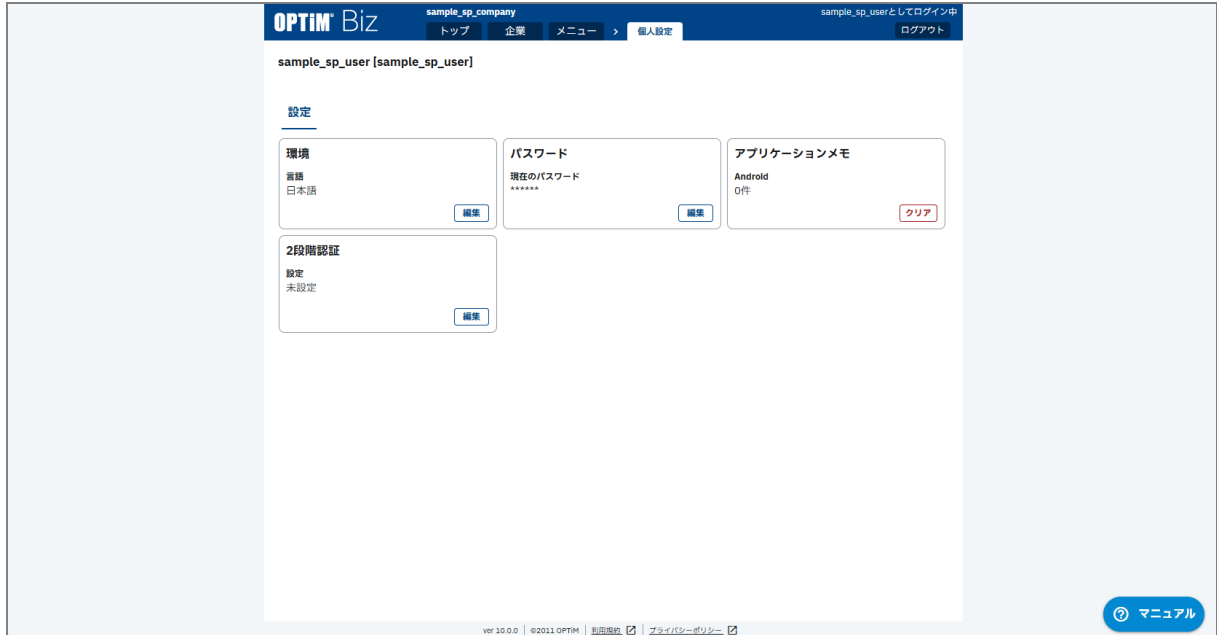 OPTiM Biz
sample_sp_company
sample_sp_userとしてログイン中
トップ 企業 メニュー > 個人設定
ログアウト
sample_sp_user [sample_sp_user]
設定
環境
言語
日本語
編集
パスワード
現在のパスワード
******
編集
アプリケーションメモ
Android
0件
クリア
2段階認証
設定
未設定
編集
マニュアル
ver 10.0.0 | ©2011 OPTiM | 利用規約 | プライバシーポリシー